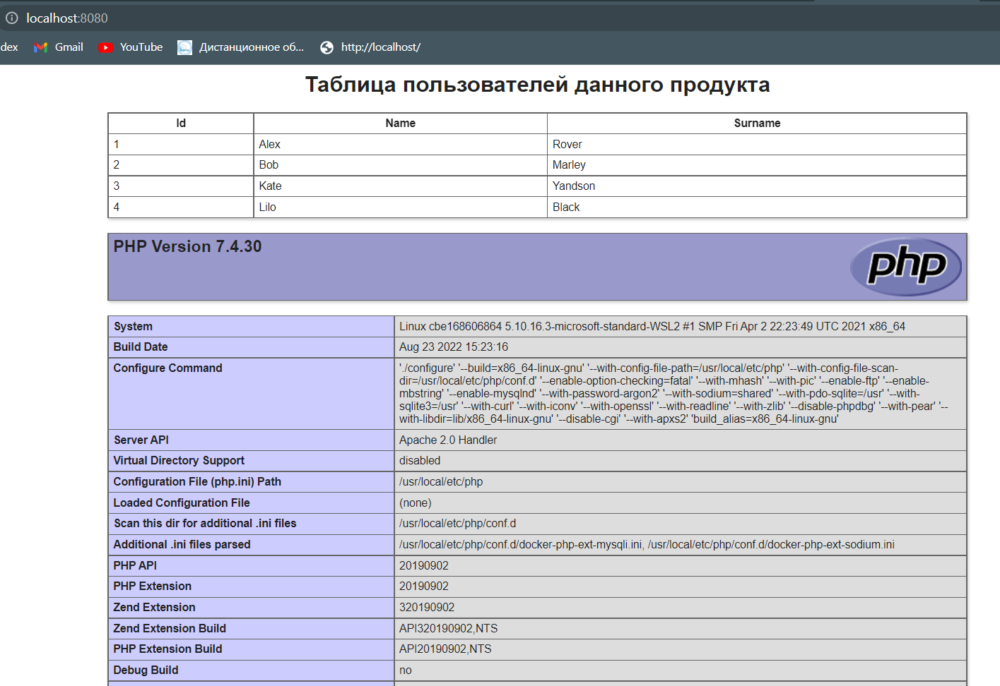 localhost:8080
dex Gmail YouTube Дистанционное об... http://localhost/
Таблица пользователей данного продукта
Id Name Surname
1 Alex Rover
2 Bob Marley
3 Kate Yandson
4 Lilo Black
PHP Version 7.4.30
php
System Linux cbe168606864 5.10.16.3-microsoft-standard-WSL2 #1 SMP Fri Apr 2 22:23:49 UTC 2021 x86_64
Build Date Aug 23 2022 15:23:16
Configure Command './configure' '--build=x86_64-linux-gnu' '--with-config-file-path=/usr/local/etc/php' '--with-config-file-scan-
dir=/usr/local/etc/php/conf.d' '--enable-option-checking=fatal' '--with-mhash' '--with-pic' '--enable-ftp' '--enable-
mbstring' '--enable-mysqlnd' '--with-password-argon2' '--with-sodium=shared' '--with-pdo-sqlite=/usr' '--with-
sqlite3=/usr' '--with-curl' '--with-iconv' '--with-openssl' '--with-readline' '--with-zlib' '--disable-phpdbg' '--with-pear' '--
with-libdir=lib/x86_64-linux-gnu' '--disable-cgi' '--with-apxs2' 'build_alias=x86_64-linux-gnu'
Server API Apache 2.0 Handler
Virtual Directory Support disabled
Configuration File (php.ini) Path /usr/local/etc/php
Loaded Configuration File (none)
Scan this dir for additional .ini files /usr/local/etc/php/conf.d
Additional .ini files parsed /usr/local/etc/php/conf.d/docker-php-ext-mysqli.ini, /usr/local/etc/php/conf.d/docker-php-ext-sodium.ini
PHP API 20190902
PHP Extension 20190902
Zend Extension 320190902
Zend Extension Build API320190902,NTS
PHP Extension Build API20190902,NTS
Debug Build no